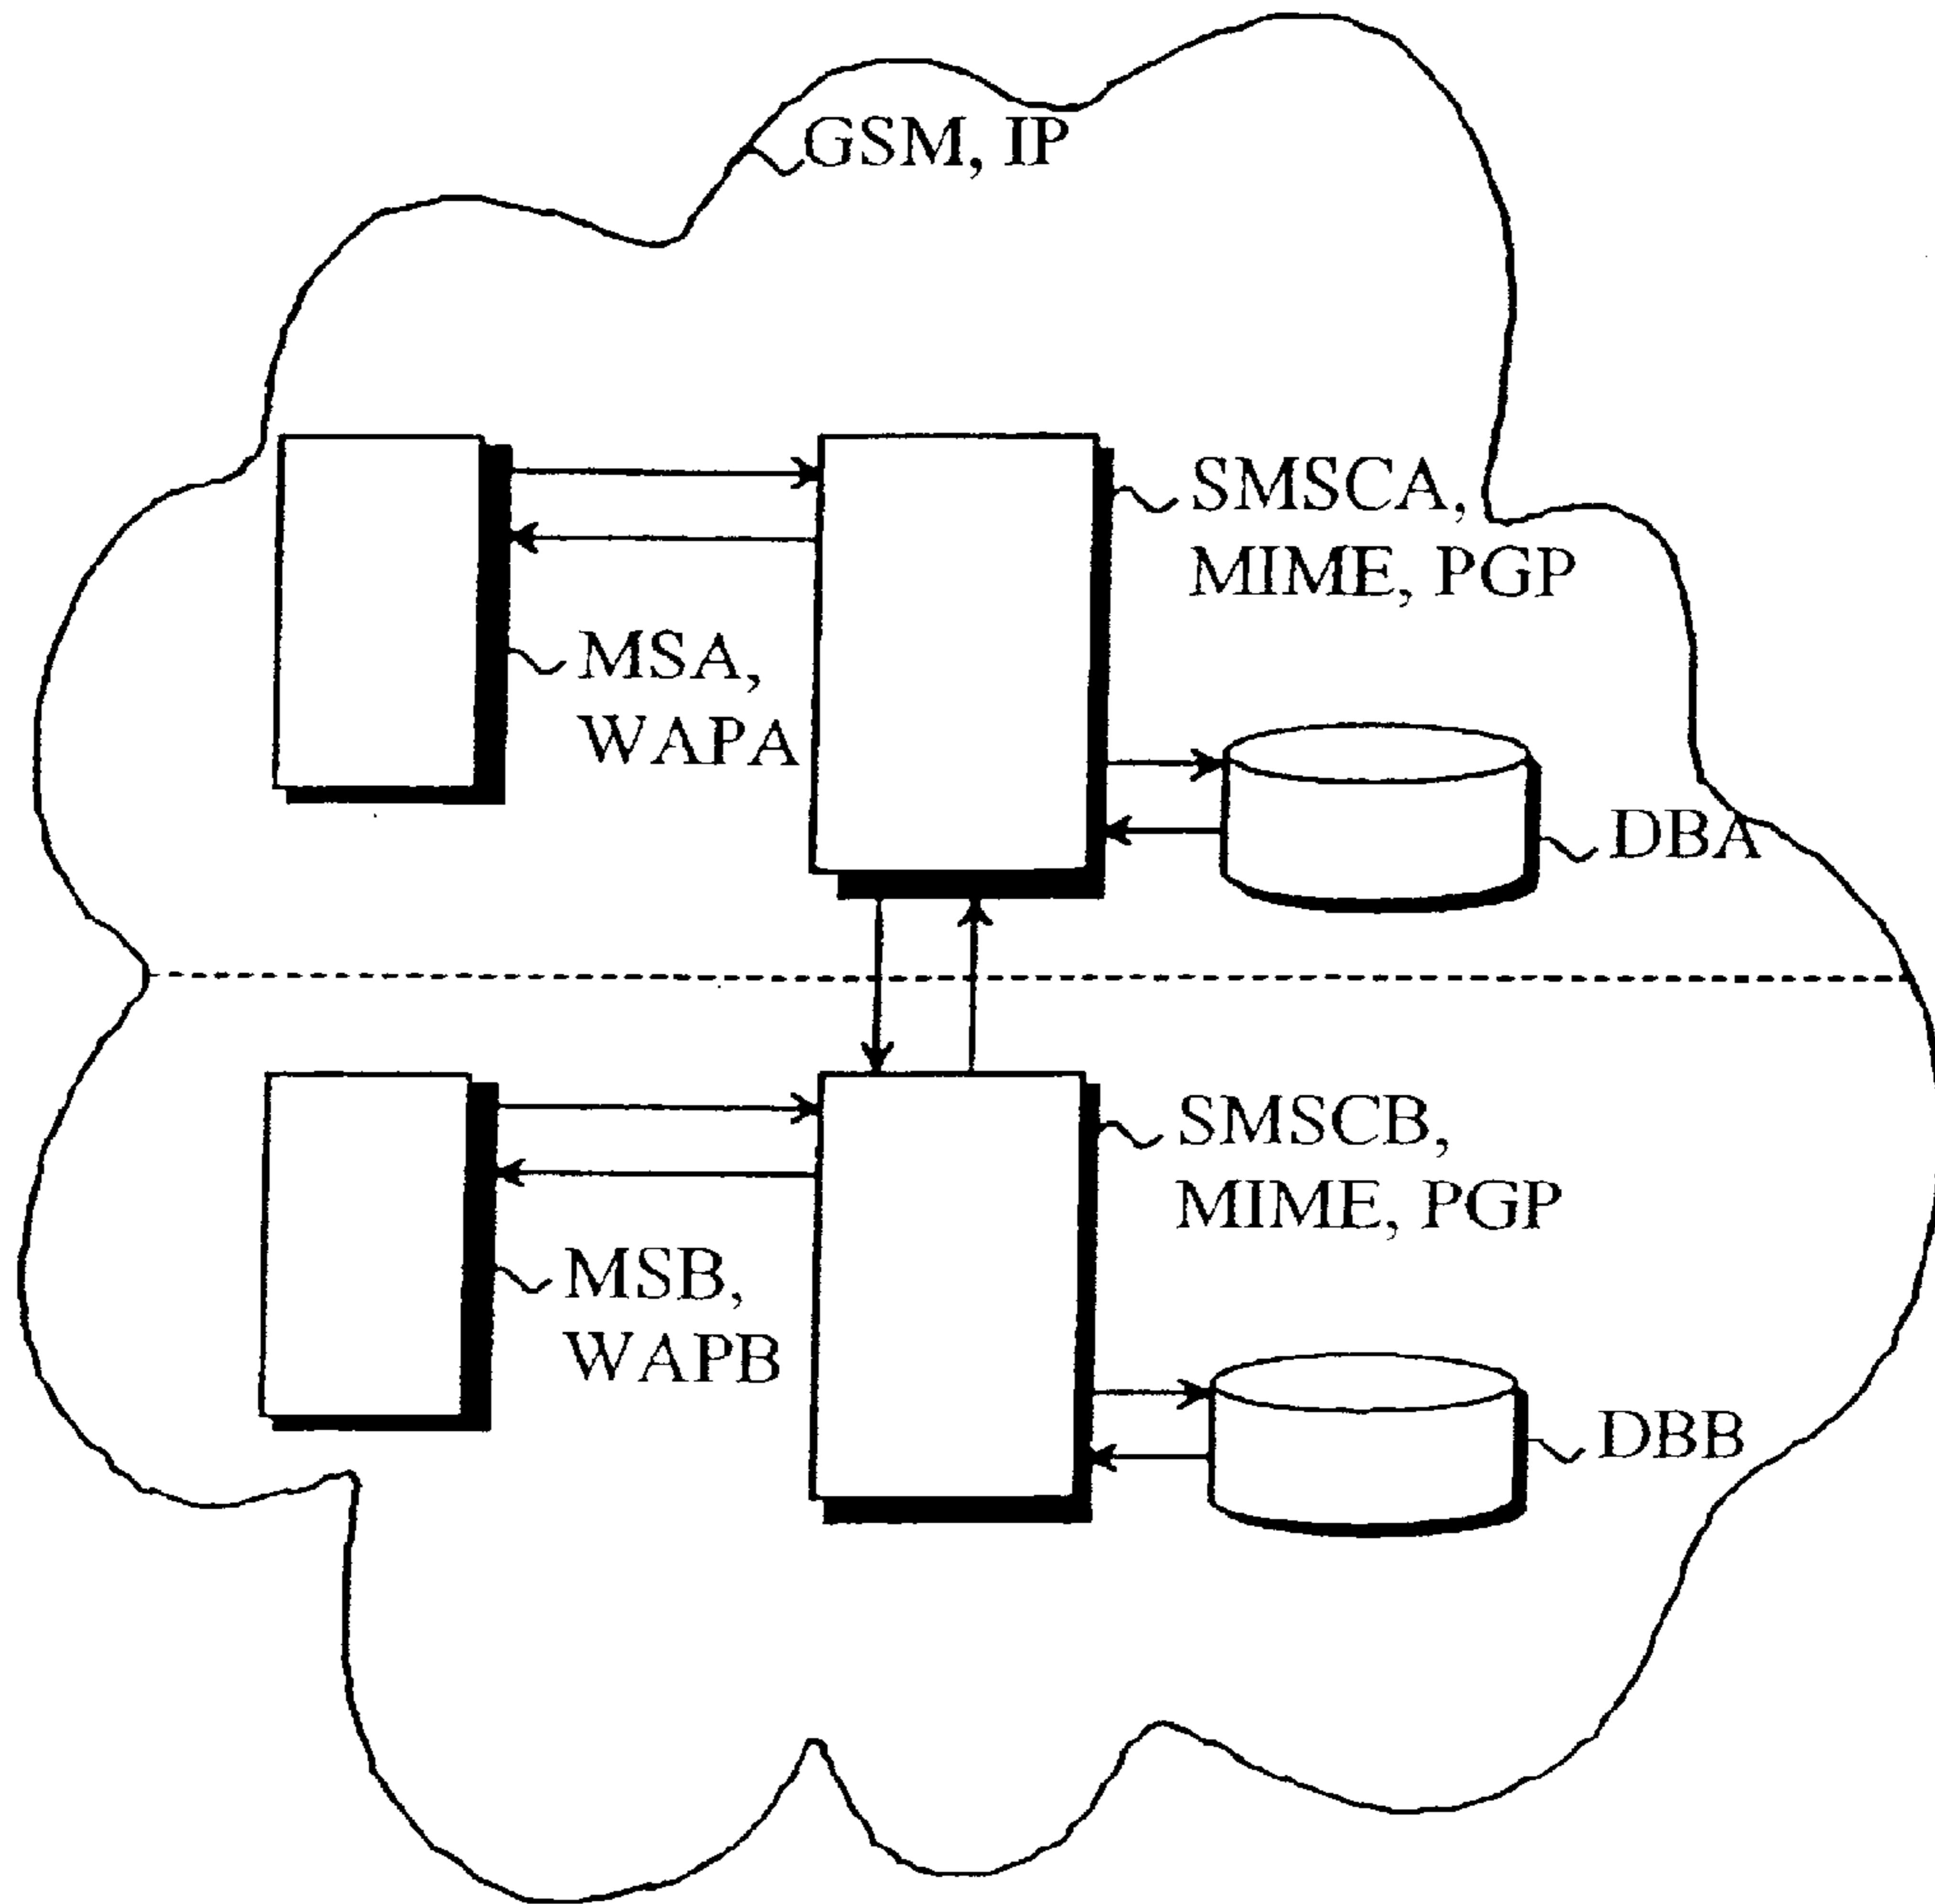 GSM, IP
SMSCA,
MIME, PGP
MSA,
WAPA
DBA
SMSCB,
MIME, PGP
MSB,
WAPB
DBB